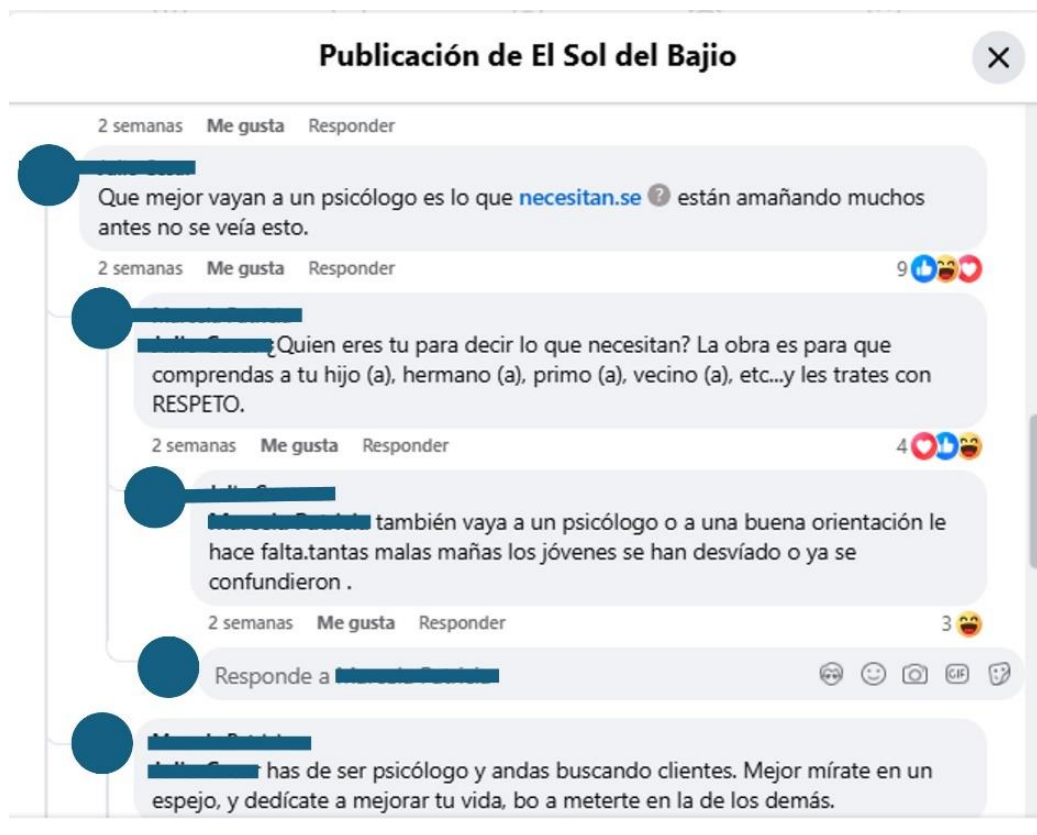 Publicación de El Sol del Bajio
2 semanas Me gusta Responder
Que mejor vayan a un psicólogo es lo que necesitan.se están amañando muchos
antes no se veía esto.
2 semanas Me gusta Responder
9
¿Quien eres tu para decir lo que necesitan? La obra es para que
comprendas a tu hijo (a), hermano (a), primo (a), vecino (a), etc...y les trates con
RESPETO.
2 semanas Me gusta Responder
4
también vaya a un psicólogo o a una buena orientación le
hace falta.tantas malas mañas los jóvenes se han desvíado o ya se
confundieron .
2 semanas Me gusta Responder
3
Responde a
GIF
has de ser psicólogo y andas buscando clientes. Mejor mírate en un
espejo, y dedícate a mejorar tu vida, bo a meterte en la de los demás.